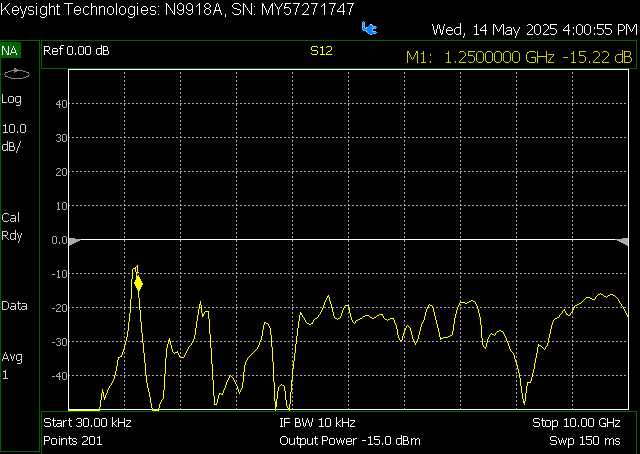 Keysight Technologies: N9918A, SN: MY57271747
Wed, 14 May 2025 4:00:55 PM
NA
Ref 0.00 dB
S12
M1: 1.2500000 GHz -15.22 dB
Log
10.0
dB/
Cal
Rdy
Data
Avg
1
40
30
20
10
0.0
-10
-20
-30
-40
Start 30.00 kHz
IF BW 10 kHz
Stop 10.00 GHz
Points 201
Output Power -15.0 dBm
Swp 150 ms